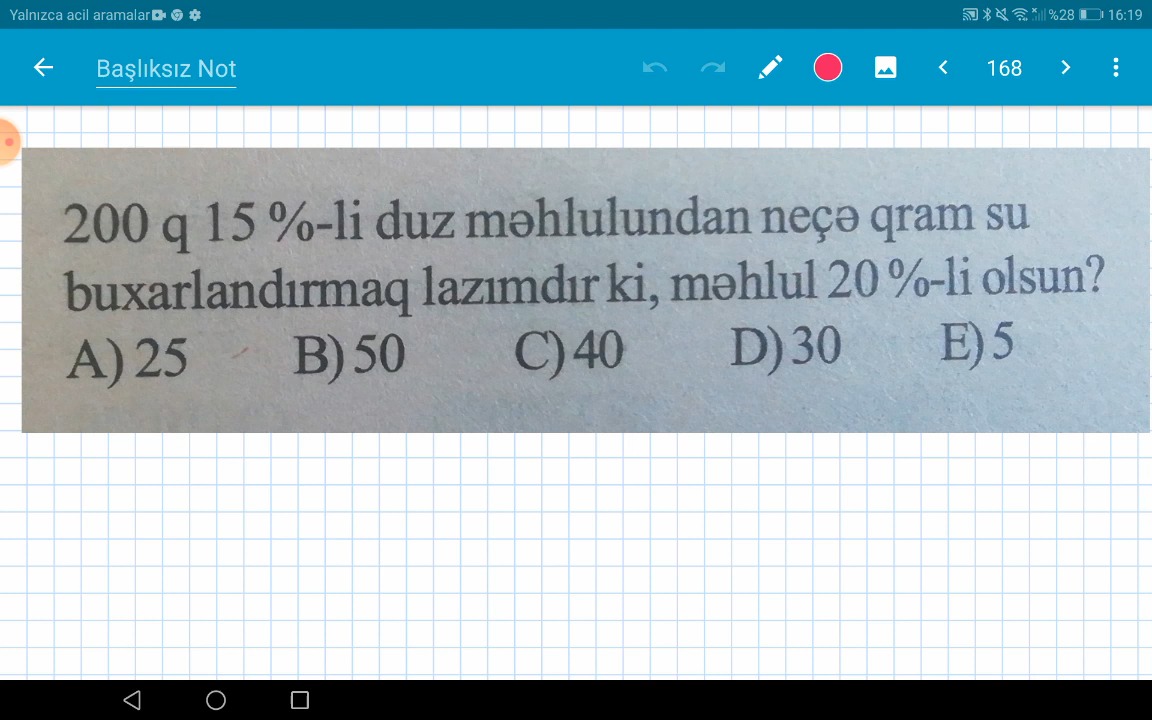 Yalnızca acil aramalar
%28 16:19
Başlıksız Not
168
200 q 15 %-li duz məhlulundan neçə qram su
buxarlandırmaq lazımdır ki, məhlul 20 %-li olsun?
A) 25 B) 50 C) 40 D) 30 E) 5